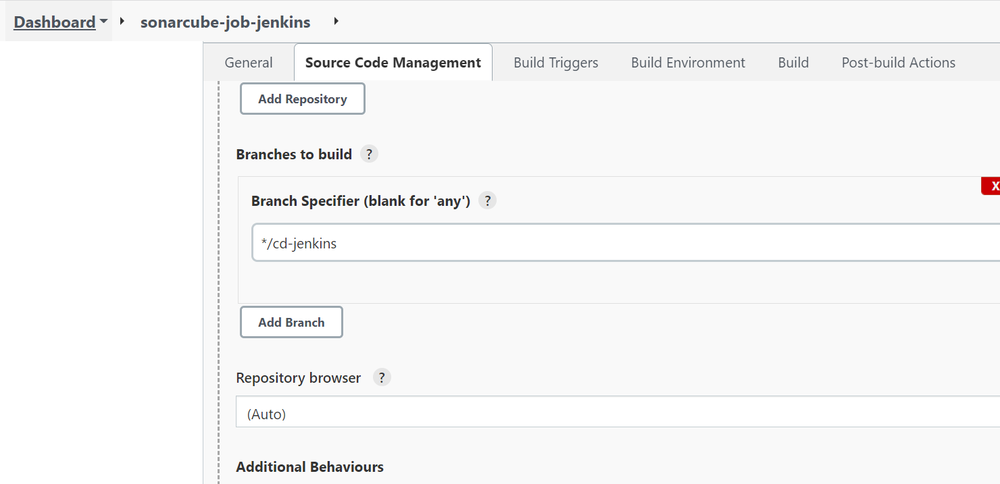 Dashboard sonarcube-job-jenkins
General Source Code Management Build Triggers Build Environment Build Post-build Actions
Add Repository
Branches to build ?
X
Branch Specifier (blank for 'any') ?
*/cd-jenkins
Add Branch
Repository browser ?
(Auto)
Additional Behaviours